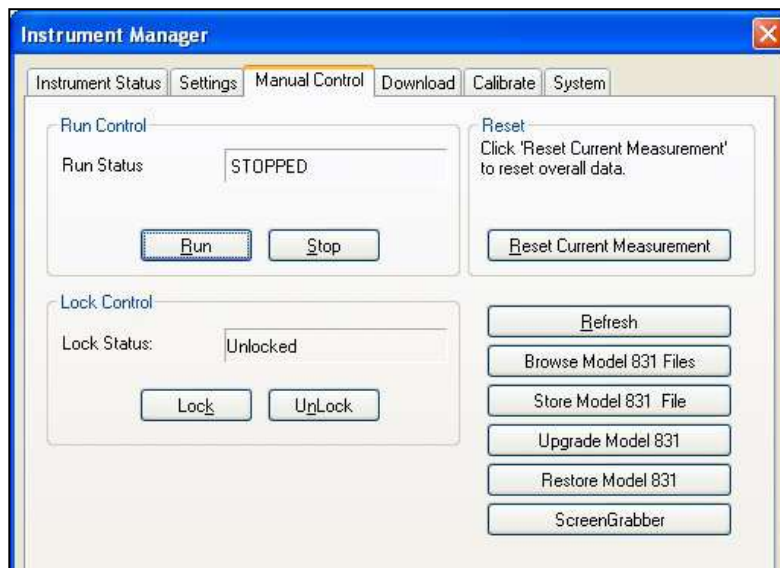 Instrument Manager
Instrument Status Settings Manual Control Download Calibrate System
Run Control
Run Status STOPPED
Run Stop
Reset
Click 'Reset Current Measurement'
to reset overall data.
Reset Current Measurement
Lock Control
Lock Status: Unlocked
Lock UnLock
Refresh
Browse Model 831 Files
Store Model 831 File
Upgrade Model 831
Restore Model 831
ScreenGrabber